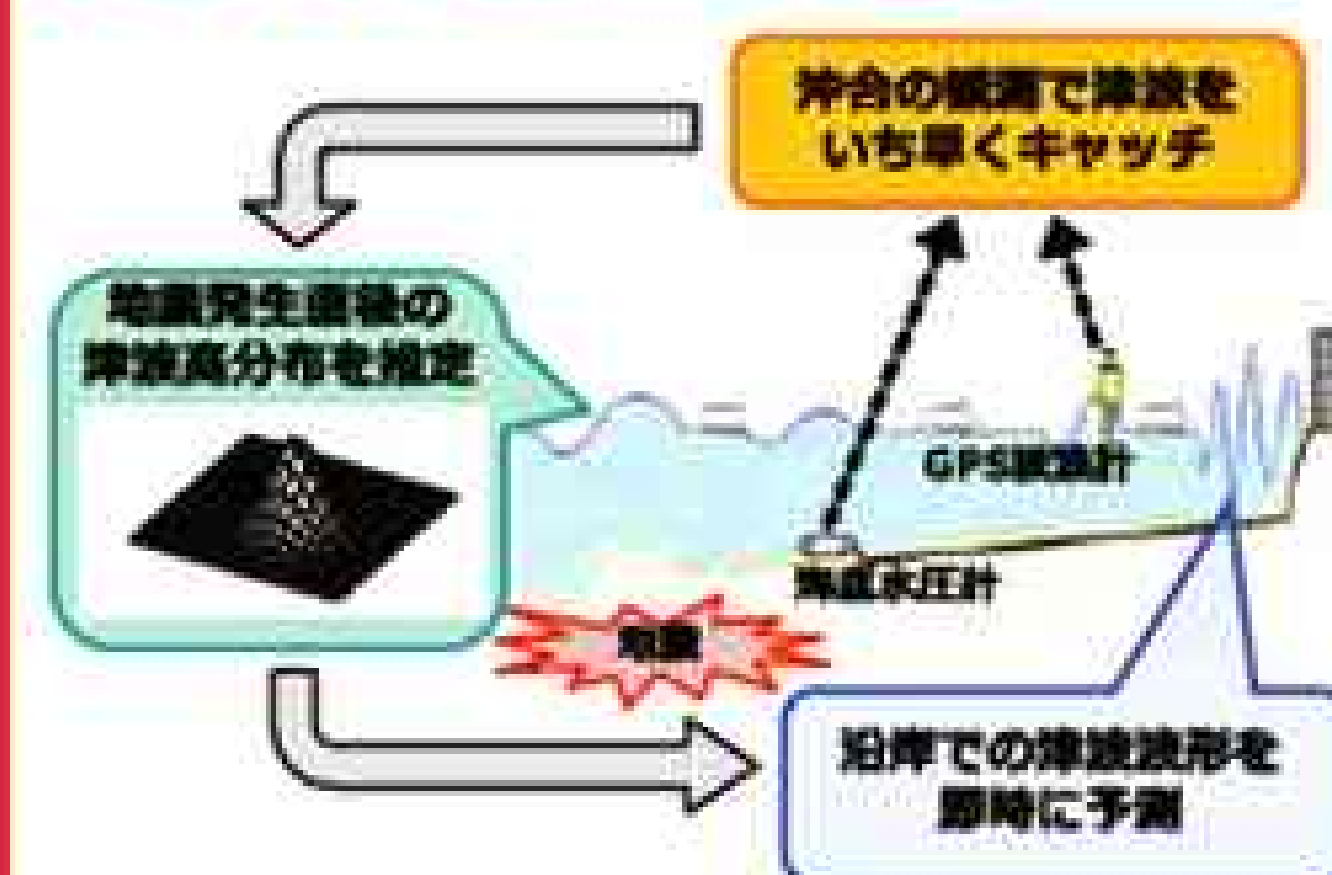 沖合の観測で津波を
いち早くキャッチ
地震発生直後の
津波高分布を推定
GPS波浪計
海底水圧計
地震
沿岸での津波波形を
即時に予測